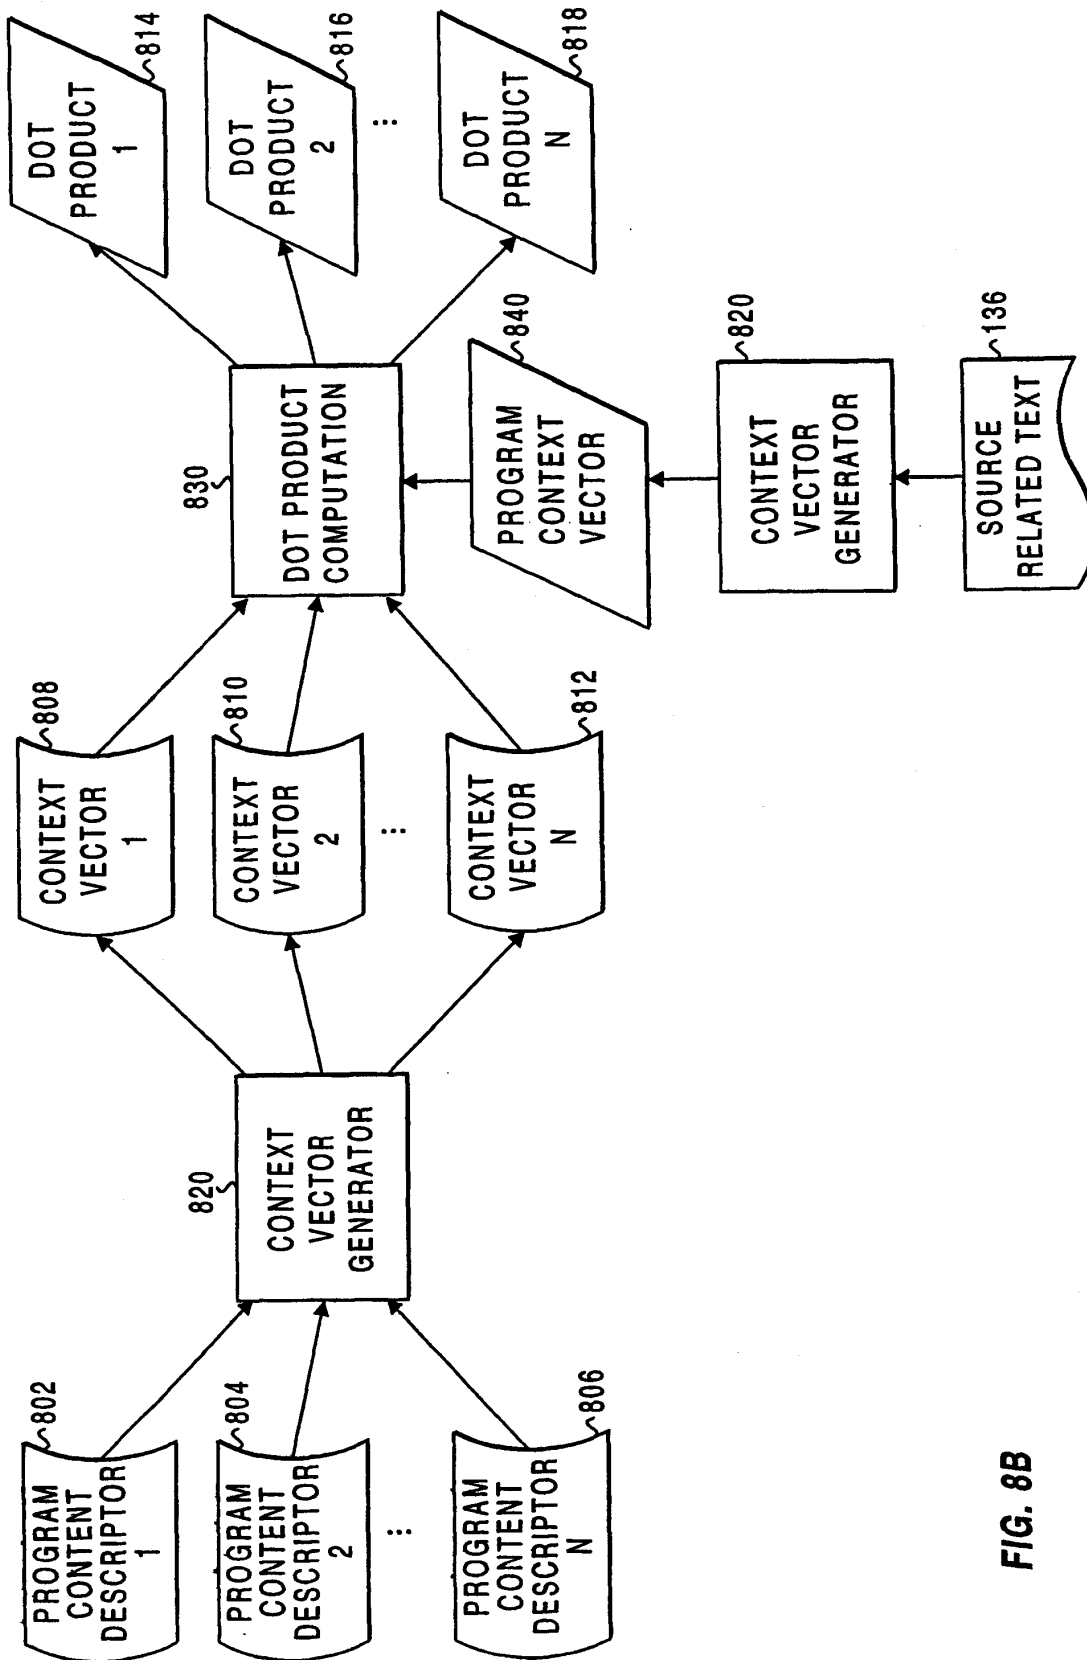 PROGRAM
CONTENT
DESCRIPTOR
1
802
PROGRAM
CONTENT
DESCRIPTOR
2
804
...
PROGRAM
CONTENT
DESCRIPTOR
N
806
820
CONTEXT
VECTOR
GENERATOR
CONTEXT
VECTOR
1
808
CONTEXT
VECTOR
2
810
...
CONTEXT
VECTOR
N
812
830
DOT PRODUCT
COMPUTATION
DOT
PRODUCT
1
814
DOT
PRODUCT
2
816
...
DOT
PRODUCT
N
818
PROGRAM
CONTEXT
VECTOR
840
CONTEXT
VECTOR
GENERATOR
820
SOURCE
RELATED TEXT
136
FIG. 8B